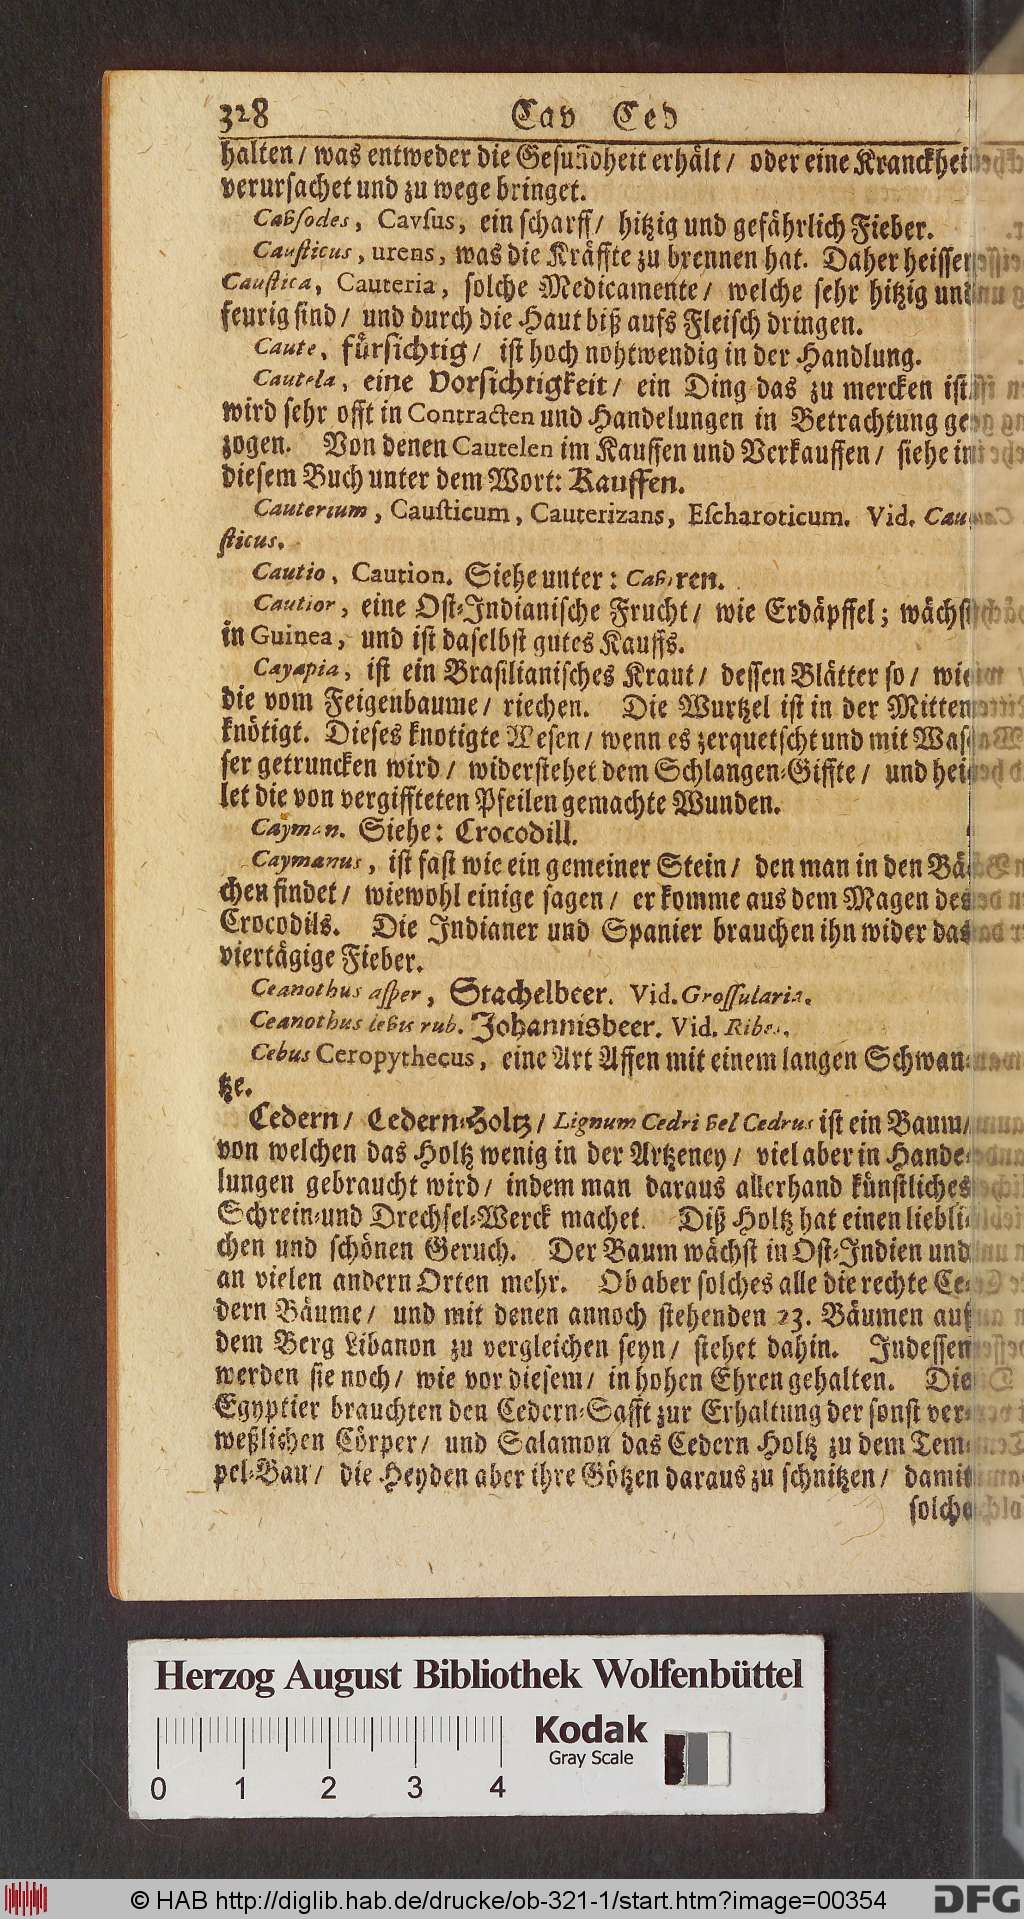 328 Cav Ced
halten / was entweder die Gesundheit erhält / oder eine Kranckhei
verursachet und zu wege bringet.
Causodes, Cavſus, ein scharff / hitzig und gefährlich Fieber.
Cauſticus, urens, was die Kräffte zu brennen hat. Daher heissen
Cauſtica, Cauteria, solche Medicamente / welche sehr hitzig und
feurig sind / und durch die Haut biß aufs Fleisch dringen.
Caute, fürsichtig / ist hoch nohtwendig in der Handlung.
Cautela, eine Vorsichtigkeit / ein Ding das zu mercken ist
wird sehr offt in Contracten und Handelungen in Betrachtung ge-
zogen. Von denen Cautelen im Kauffen und Verkauffen / siehe in
diesem Buch unter dem Wort: Kauffen.
Cauterium, Cauſticum, Cauterizans, Eſcharoticum. Vid. Cau-
ſticus.
Cautio, Caution. Siehe unter: Caviren.
Cautior, eine Ost-Indianische Frucht / wie Erdäpffel; wächst
in Guinea, und ist daselbst gutes Kauffs.
Cayapia, ist ein Brasilianisches Kraut / dessen Blätter so / wie
die vom Feigenbaume / riechen. Die Wurtzel ist in der Mitten
knötigt. Dieses knotigte Wesen / wenn es zerquetscht und mit Was-
ser getruncken wird / widerstehet dem Schlangen-Giffte / und hei-
let die von vergiffteten Pfeilen gemachte Wunden.
Cayman. Siehe: Crocodill.
Caymanus, ist fast wie ein gemeiner Stein / den man in den Bä-
chen findet / wiewohl einige sagen / er komme aus dem Magen des
Crocodils. Die Indianer und Spanier brauchen ihn wider das
viertägige Fieber.
Ceanothus aſper, Stachelbeer. Vid. Groſſularia.
Ceanothus levis rub. Johannisbeer. Vid. Ribes.
Cebus Ceropythecus, eine Art Affen mit einem langen Schwan-
tze.
Cedern / Cedern-Holtz / Lignum Cedri vel Cedrus ist ein Baum /
von welchen das Holtz wenig in der Artzeney / viel aber in Hande-
lungen gebraucht wird / indem man daraus allerhand künstliches
Schrein-und Drechsel-Werck machet. Diß Holtz hat einen liebli-
chen und schönen Geruch. Der Baum wächst in Ost-Indien und
an vielen andern Orten mehr. Ob aber solches alle die rechte Ce-
dern Bäume / und mit denen annoch stehenden 23. Bäumen auf
dem Berg Libanon zu vergleichen seyn / stehet dahin. Indessen
werden sie noch / wie vor diesem / in hohen Ehren gehalten. Die
Egyptier brauchten den Cedern-Safft zur Erhaltung der sonst ver-
weßlichen Cörper / und Salamon das Cedern Holtz zu dem Tem-
pel-Bau / die Heyden aber ihre Götzen daraus zu schnitzen / damit
solche
Herzog August Bibliothek Wolfenbüttel
Kodak
Gray Scale
0 1 2 3 4
© HAB http://diglib.hab.de/drucke/ob-321-1/start.htm?image=00354
DFG